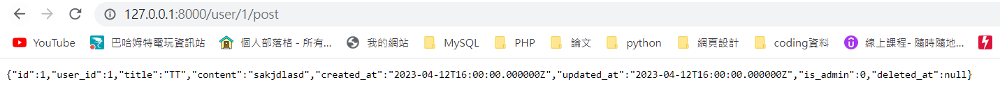 127.0.0.1:8000/user/1/post
YouTube 巴哈姆特電玩資訊站 個人部落格 - 所有... 我的網站 MySQL PHP 論文 python 網頁設計 coding資料 線上課程- 隨時隨地...
{"id":1,"user_id":1,"title":"TT","content":"sakjdlasd","created_at":"2023-04-12T16:00:00.000000Z","updated_at":"2023-04-12T16:00:00.000000Z","is_admin":0,"deleted_at":null}